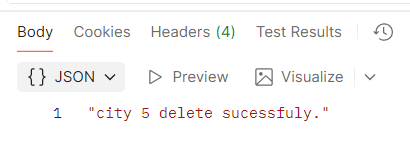 Body Cookies Headers (4) Test Results
{} JSON Preview Visualize
1 "city 5 delete sucessfuly."